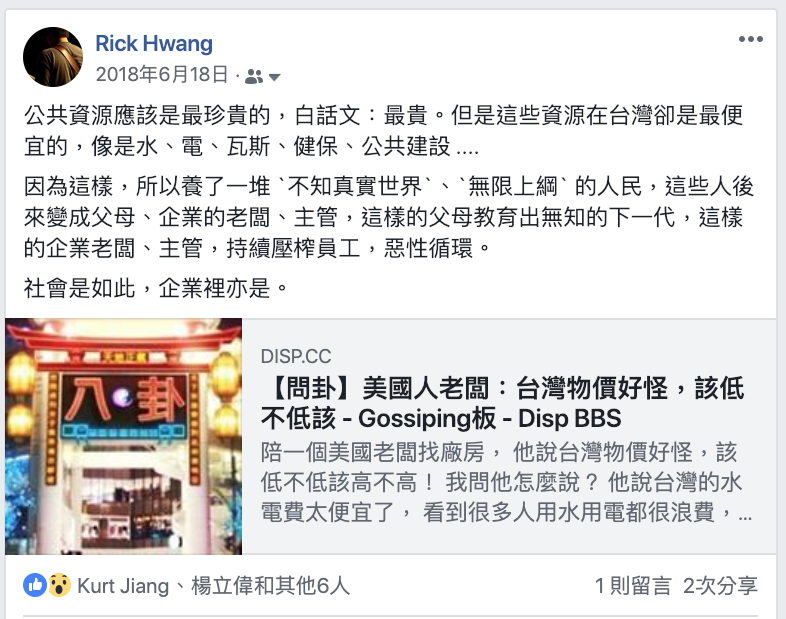 Rick Hwang
2018年6月18日 ·
公共資源應該是最珍貴的，白話文：最貴。但是這些資源在台灣卻是最便
宜的，像是水、電、瓦斯、健保、公共建設 ....
因為這樣，所以養了一堆 `不知真實世界`、`無限上綱` 的人民，這些人後
來變成父母、企業的老闆、主管，這樣的父母教育出無知的下一代，這樣
的企業老闆、主管，持續壓榨員工，惡性循環。
社會是如此，企業裡亦是。
八卦
DISP.CC
【問卦】美國人老闆：台灣物價好怪，該低
不低該 - Gossiping板 - Disp BBS
陪一個美國老闆找廠房， 他說台灣物價好怪，該
低不低該高不高！ 我問他怎麼說？ 他說台灣的水
電費太便宜了， 看到很多人用水用電都很浪費，...
Kurt Jiang、楊立偉和其他6人
1 則留言 2次分享